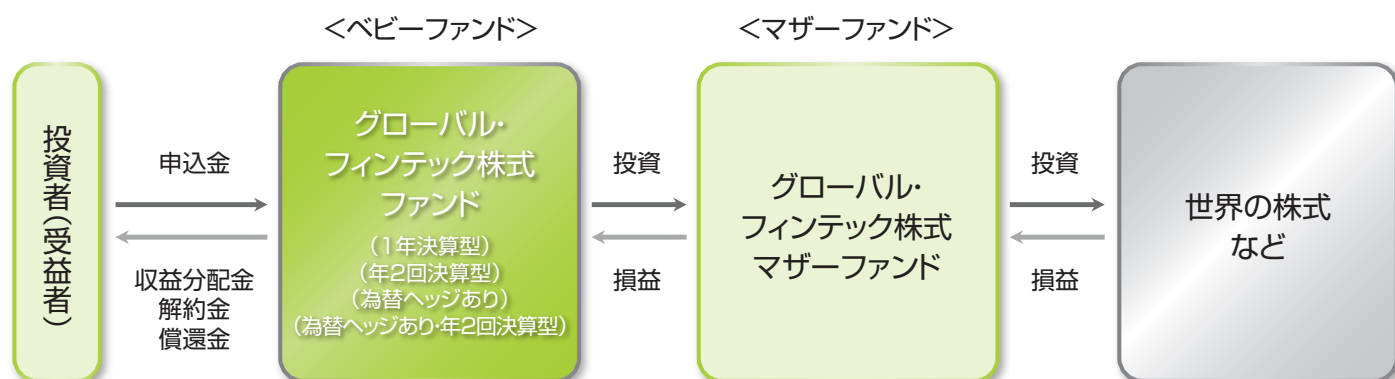 <ベビーファンド>
<マザーファンド>
投資者(受益者)
申込金
収益分配金
解約金
償還金
グローバル・
フィンテック株式
ファンド
(1年決算型)
(年2回決算型)
(為替ヘッジあり)
(為替ヘッジあり・年2回決算型)
投資
損益
グローバル・
フィンテック株式
マザーファンド
投資
損益
世界の株式
など